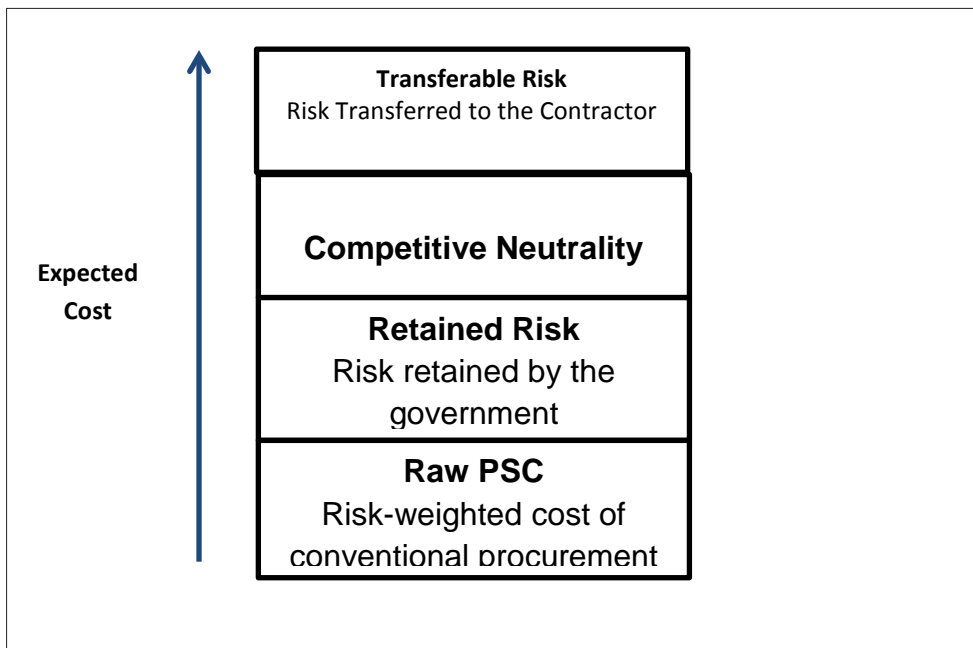 Transferable Risk
Risk Transferred to the Contractor
Competitive Neutrality
Expected
Cost
Retained Risk
Risk retained by the
government
Raw PSC
Risk-weighted cost of
conventional procurement